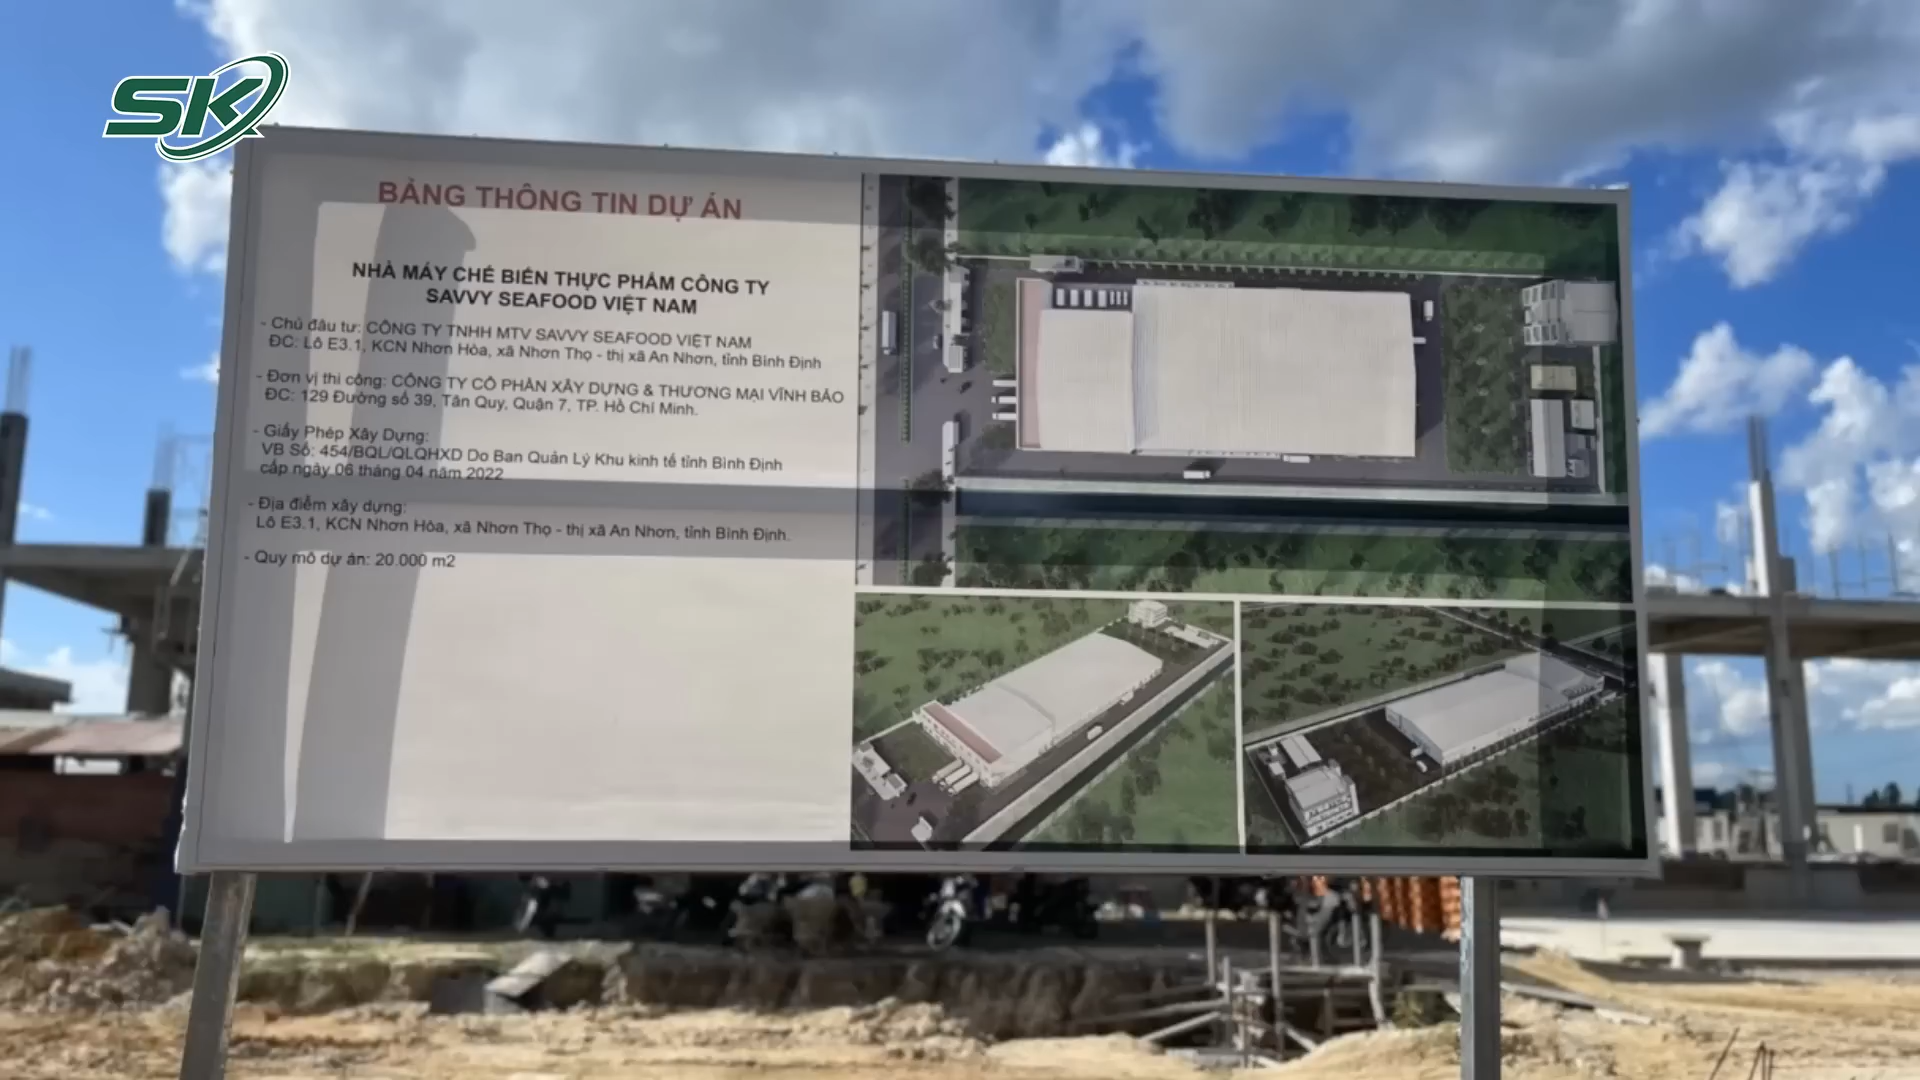 SK
BẢNG THÔNG TIN DỰ ÁN
NHÀ MÁY CHẾ BIẾN THỰC PHẨM CÔNG TY
SAVVY SEAFOOD VIỆT NAM
- Chủ đầu tư: CÔNG TY TNHH MTV SAVVY SEAFOOD VIỆT NAM
ĐC: Lô E3.1, KCN Nhơn Hòa, xã Nhơn Thọ - thị xã An Nhơn, tỉnh Bình Định
- Đơn vị thi công: CÔNG TY CỔ PHẦN XÂY DỰNG & THƯƠNG MẠI VĨNH BẢO
ĐC: 129 Đường số 39, Tân Quy, Quận 7, TP. Hồ Chí Minh.
- Giấy Phép Xây Dựng:
VB Số: 454/BQL/QLQHXD Do Ban Quản Lý Khu kinh tế tỉnh Bình Định
cấp ngày 06 tháng 04 năm 2022
- Địa điểm xây dựng:
Lô E3.1, KCN Nhơn Hòa, xã Nhơn Thọ - thị xã An Nhơn, tỉnh Bình Định.
- Quy mô dự án: 20.000 m2